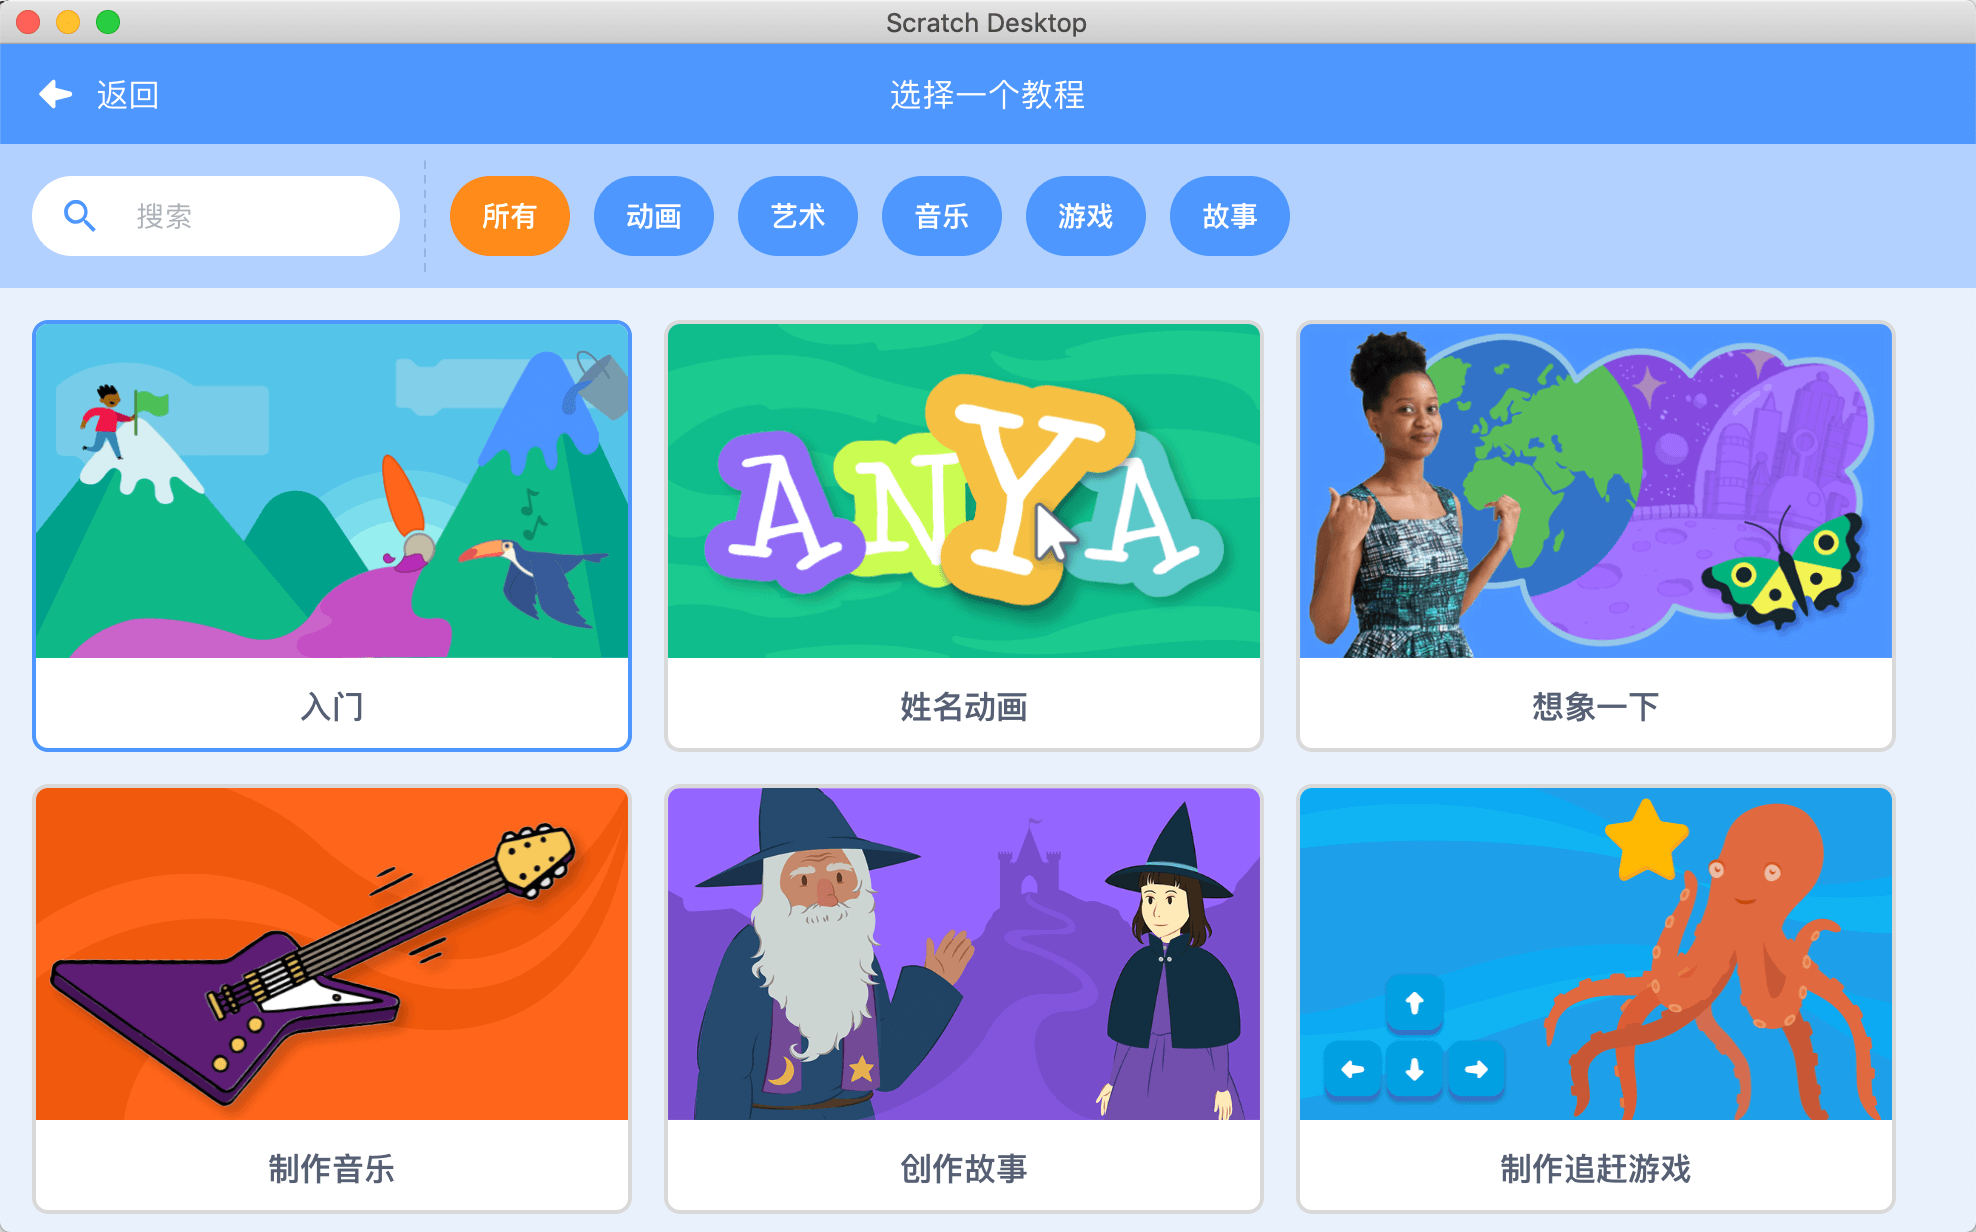 Scratch Desktop
返回
选择一个教程
搜索
所有
动画
艺术
音乐
游戏
故事
ANYA
入门
姓名动画
想象一下
制作音乐
创作故事
制作追赶游戏